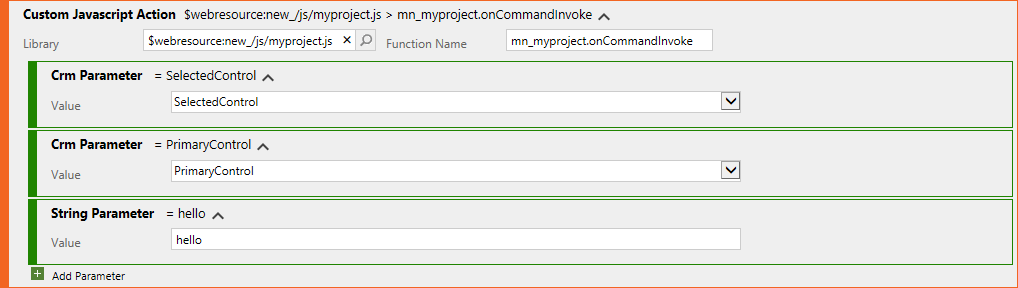 Custom Javascript Action $webresource:new_/js/myproject.js > mn_myproject.onCommandInvoke
Library $webresource:new_/js/myproject.js × Function Name mn_myproject.onCommandInvoke
Crm Parameter = SelectedControl
Value SelectedControl
Crm Parameter = PrimaryControl
Value PrimaryControl
String Parameter = hello
Value hello
Add Parameter